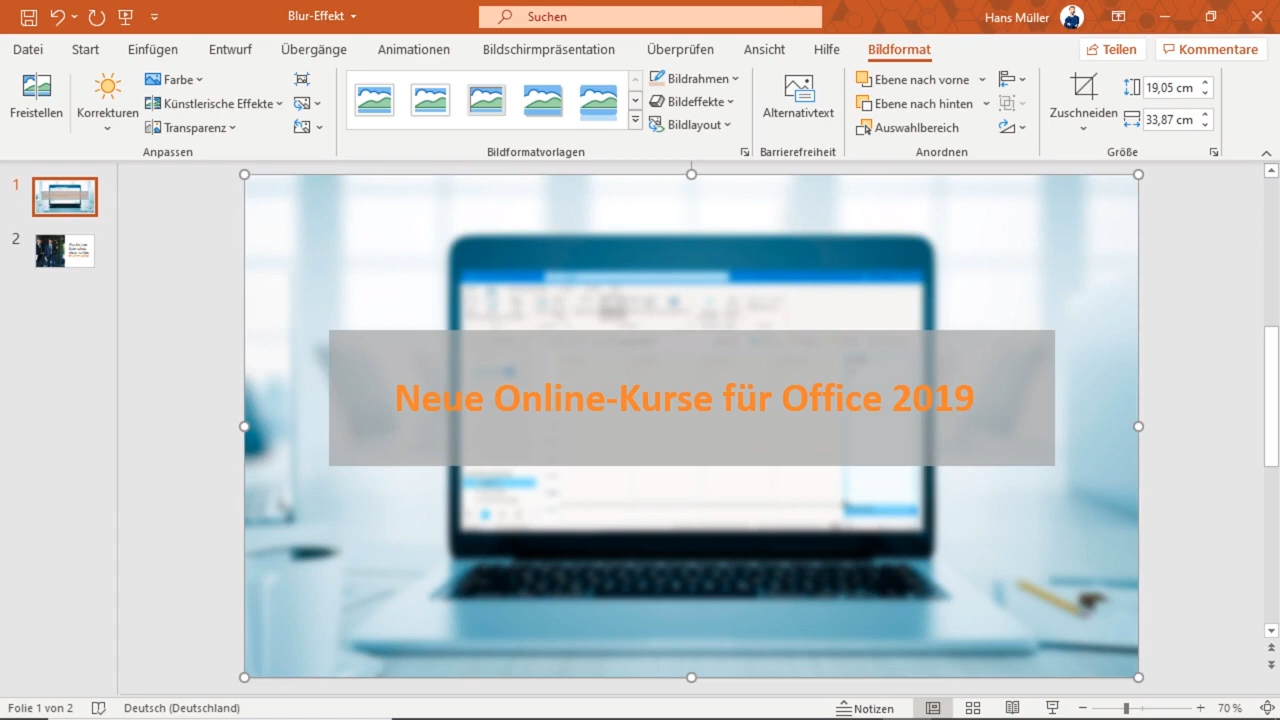 Blur-Effekt
Suchen
Hans Müller
Datei Start Einfügen Entwurf Übergänge Animationen Bildschirmpräsentation Überprüfen Ansicht Hilfe Bildformat Teilen Kommentare
Freistellen
Korrekturen
Farbe
Künstlerische Effekte
Transparenz
Anpassen
Bildrahmen
Bildeffekte
Bildlayout
Bildformatvorlagen
Alternativtext
Barrierefreiheit
Ebene nach vorne
Ebene nach hinten
Auswahlbereich
Anordnen
Zuschneiden
19,05 cm
33,87 cm
Größe
1
2
Neue Online-Kurse für Office 2019
Folie 1 von 2 Deutsch (Deutschland) Notizen 70 %